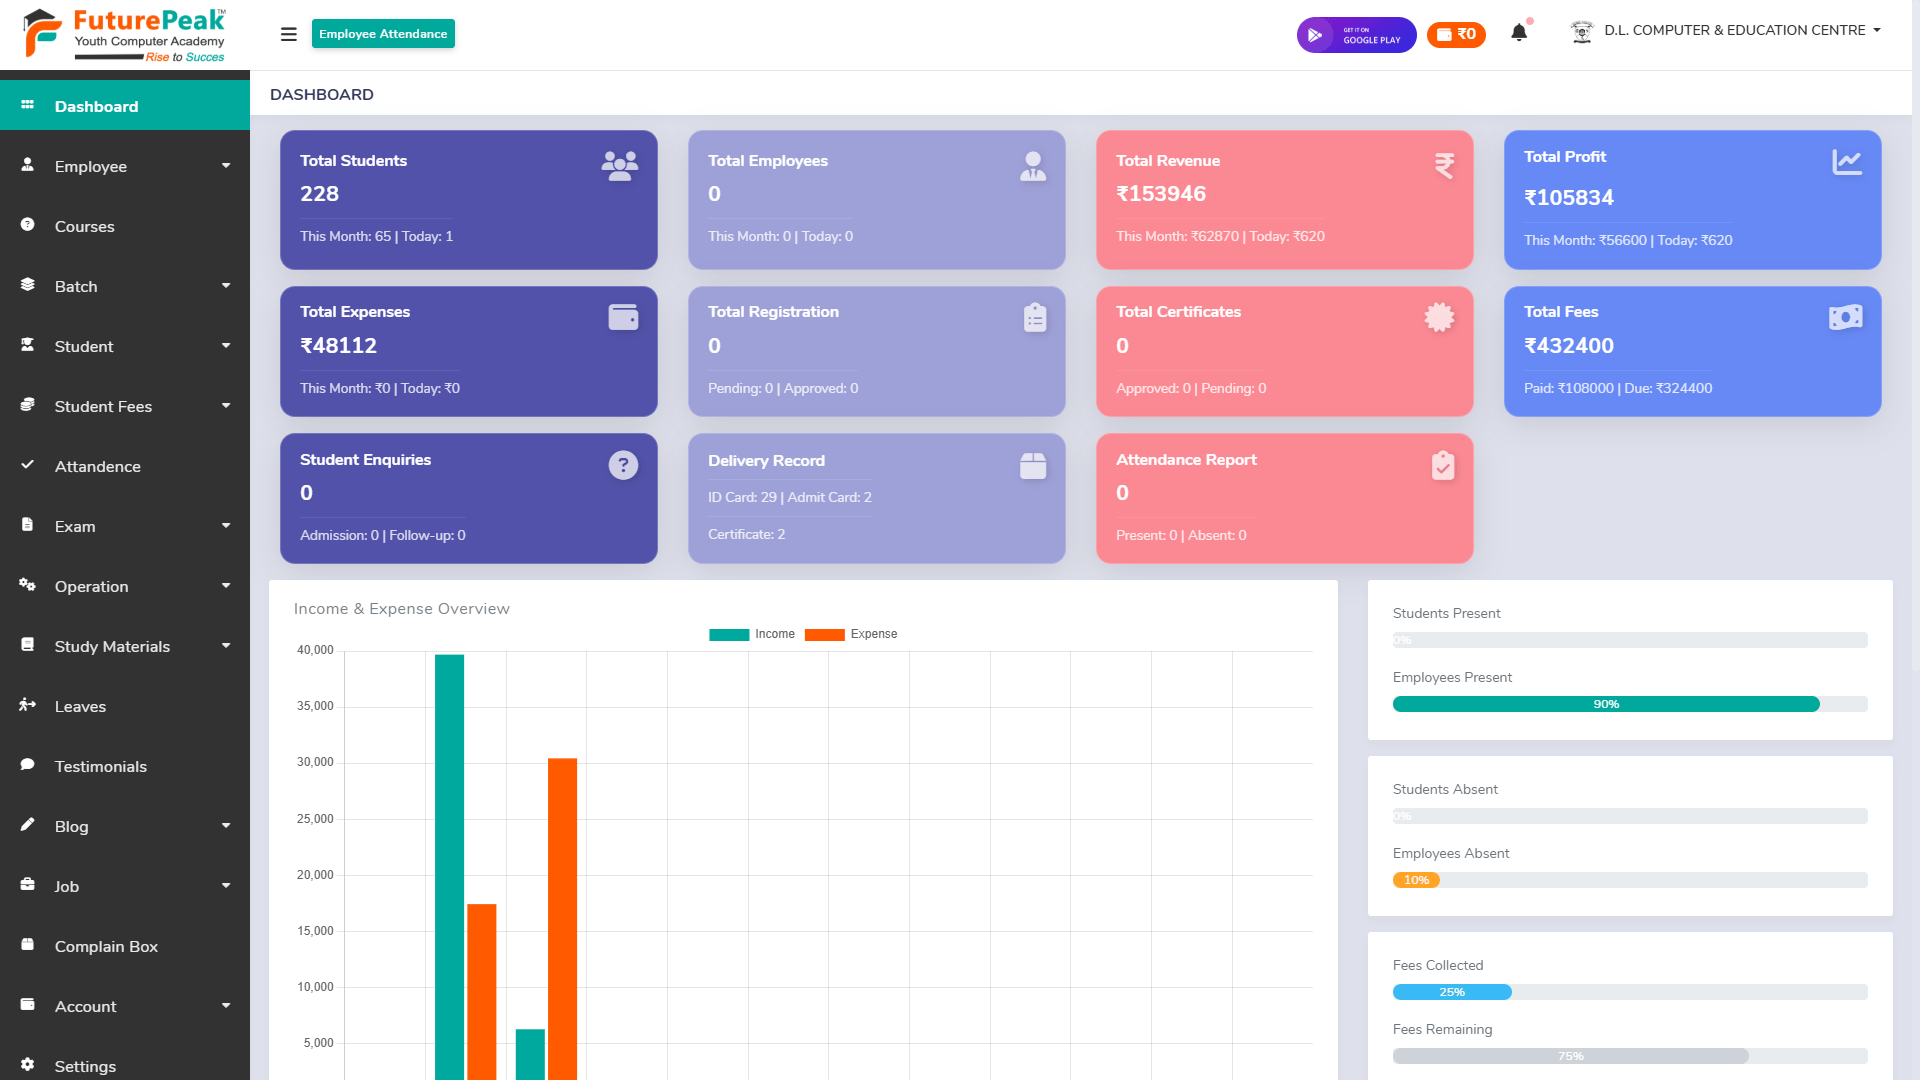 FuturePeak™
Youth Computer Academy
Rise to Succes
Employee Attendance
GET IT ON
GOOGLE PLAY
₹0
D.L. COMPUTER & EDUCATION CENTRE
Dashboard
Employee
Courses
Batch
Student
Student Fees
Attandence
Exam
Operation
Study Materials
Leaves
Testimonials
Blog
Job
Complain Box
Account
Settings
DASHBOARD
Total Students
228
This Month: 65 | Today: 1
Total Employees
0
This Month: 0 | Today: 0
Total Revenue
₹153946
This Month: ₹62870 | Today: ₹620
Total Profit
₹105834
This Month: ₹56600 | Today: ₹620
Total Expenses
₹48112
This Month: ₹0 | Today: ₹0
Total Registration
0
Pending: 0 | Approved: 0
Total Certificates
0
Approved: 0 | Pending: 0
Total Fees
₹432400
Paid: ₹108000 | Due: ₹324400
Student Enquiries
0
Admission: 0 | Follow-up: 0
Delivery Record
ID Card: 29 | Admit Card: 2
Certificate: 2
Attendance Report
0
Present: 0 | Absent: 0
Income & Expense Overview
Income Expense
40,000
35,000
30,000
25,000
20,000
15,000
10,000
5,000
Students Present
0%
Employees Present
90%
Students Absent
0%
Employees Absent
10%
Fees Collected
25%
Fees Remaining
75%